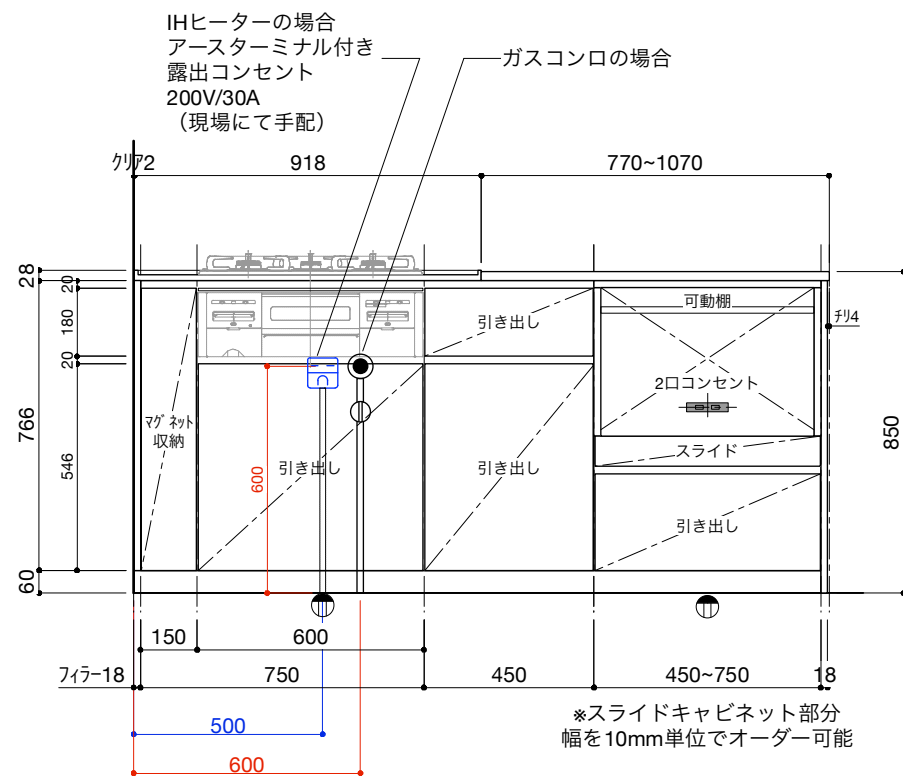 IHヒーターの場合
アースターミナル付き
露出コンセント
200V/30A
（現場にて手配）
ガスコンロの場合
クリア2
918
770~1070
28
20
180
20
766
546
60
マグネット
収納
引き出し
可動棚
チリ4
2口コンセント
スライド
引き出し
引き出し
引き出し
600
850
150
600
フィラー18
750
450
450~750
18
500
600
※スライドキャビネット部分
幅を10mm単位でオーダー可能